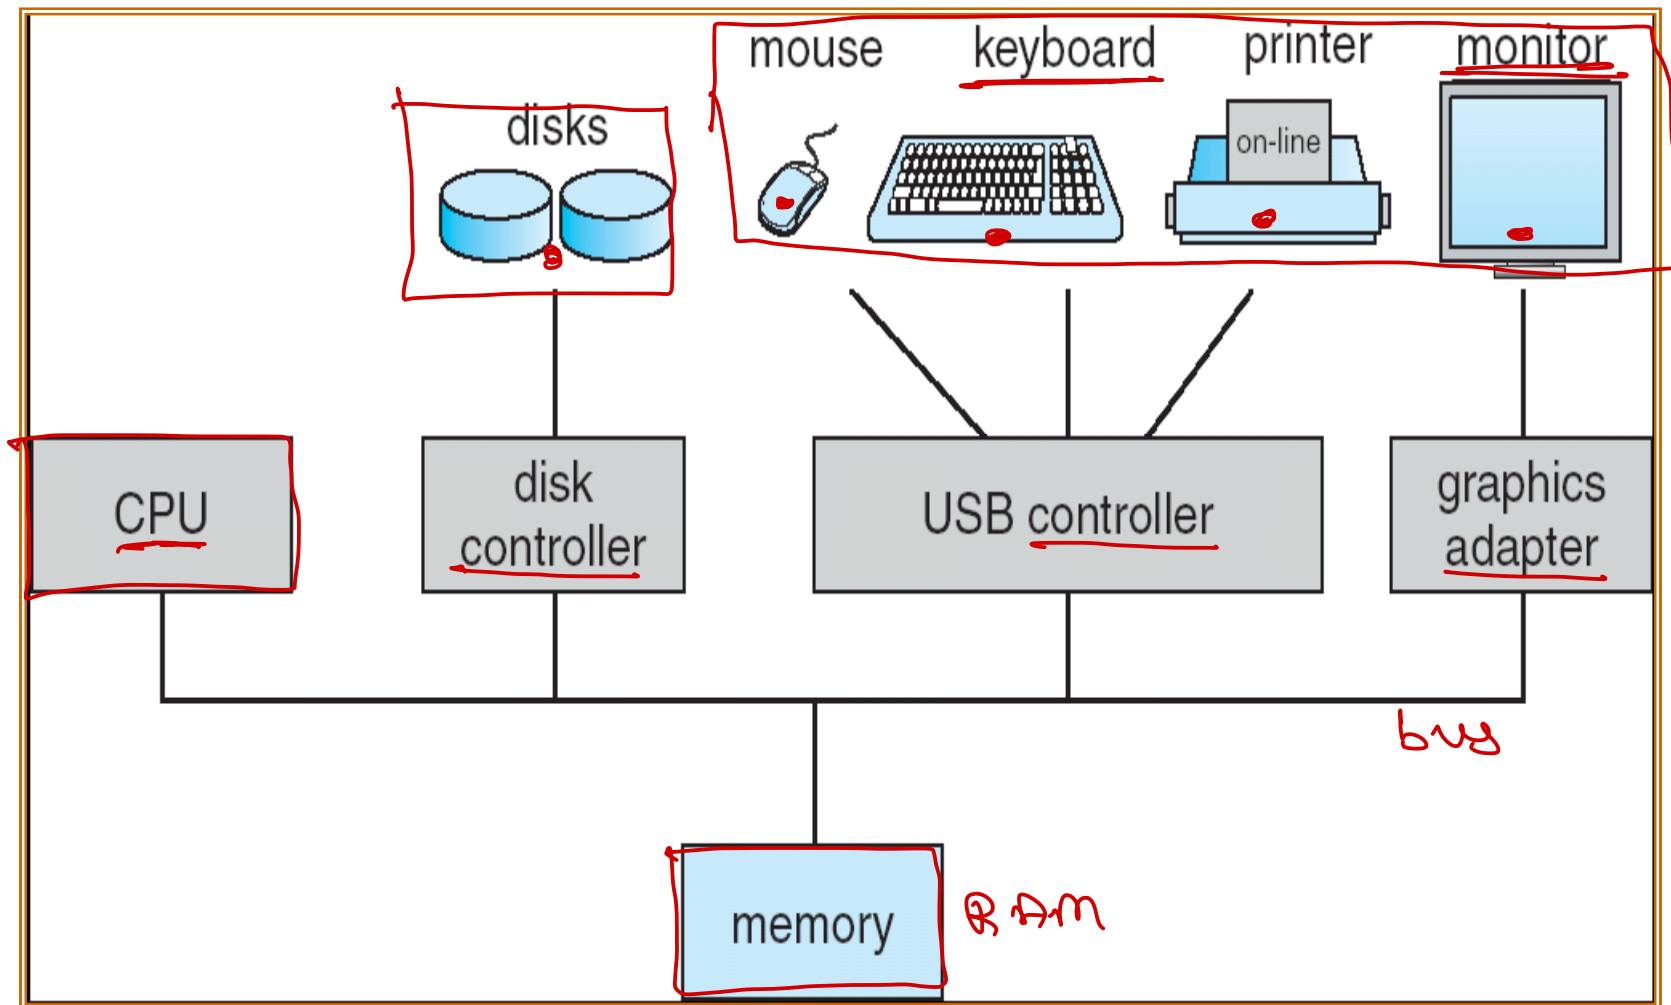 mouse keyboard printer monitor
disks
on-line
CPU
disk
controller
USB controller
graphics
adapter
bus
memory
RAM